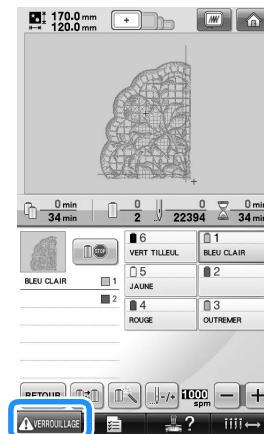 170.0 mm
120.0 mm
0 min
34 min
0
2
0
22394
0 min
34 min
BLEU CLAIR
1
2
6
VERT TILLEUL
1
BLEU CLAIR
5
JAUNE
2
4
ROUGE
3
OUTREMER
STOP
RETOUR
-/+
1000
spm
− +
VERROUILLAGE
?